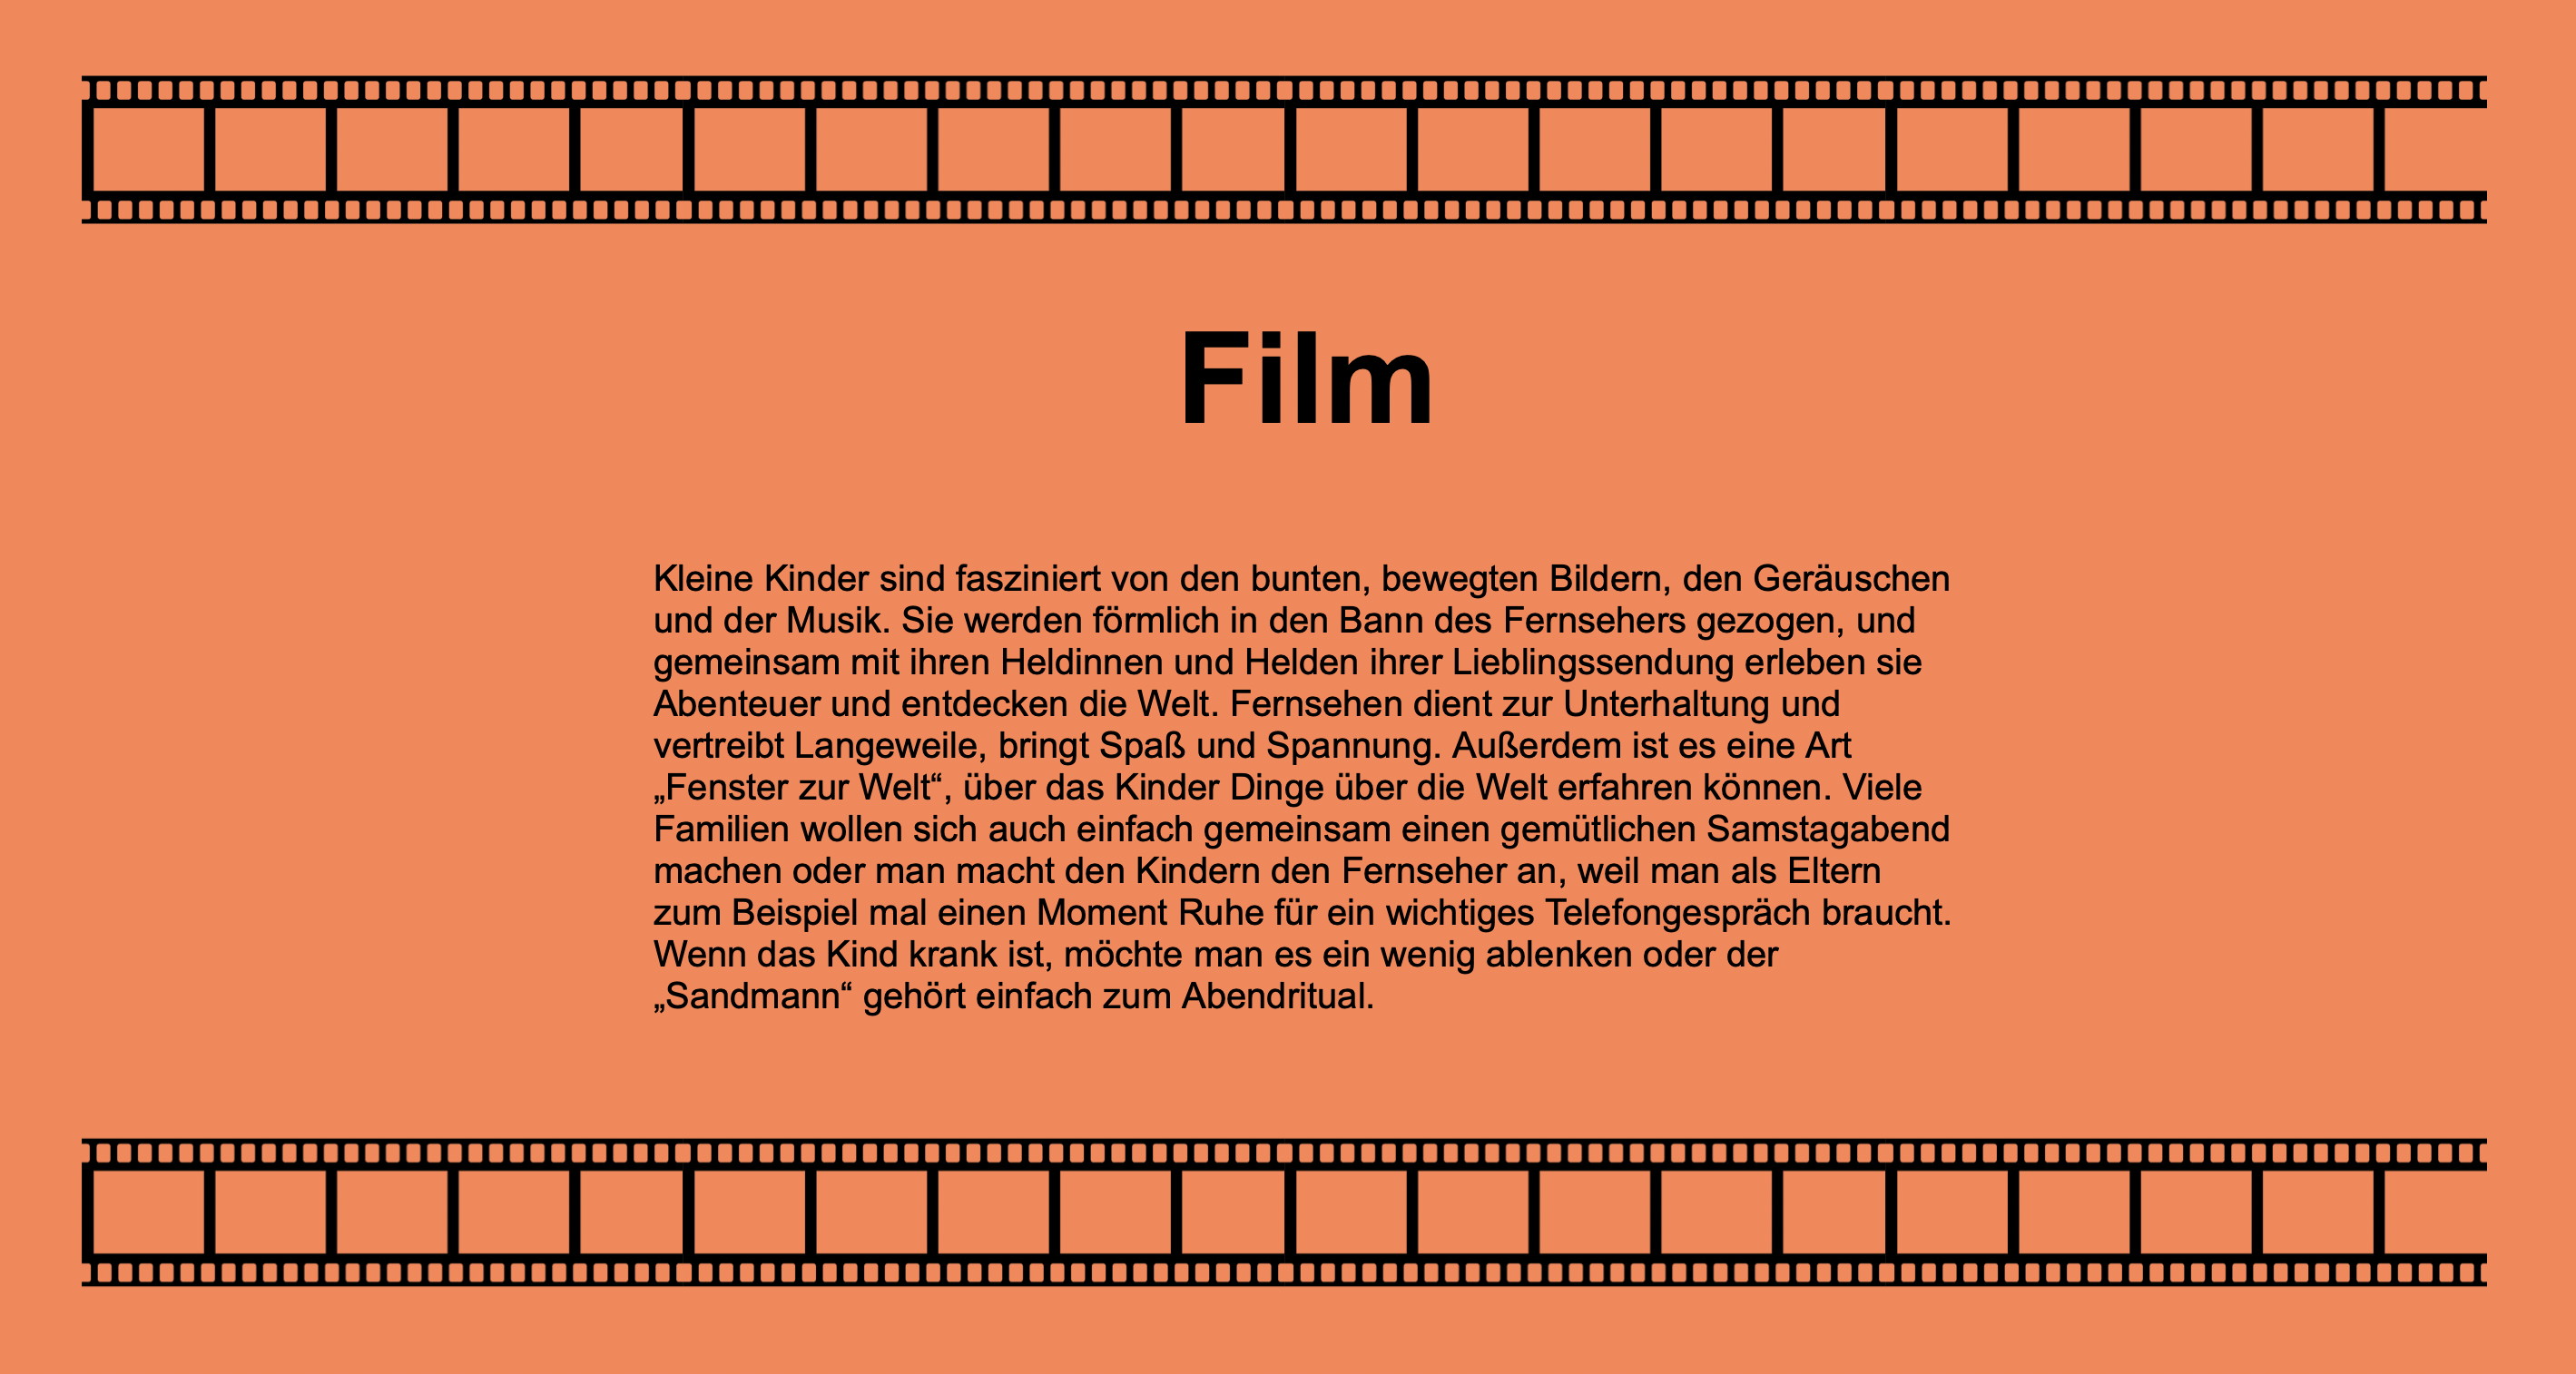 Film
Kleine Kinder sind fasziniert von den bunten, bewegten Bildern, den Geräuschen
und der Musik. Sie werden förmlich in den Bann des Fernsehers gezogen, und
gemeinsam mit ihren Heldinnen und Helden ihrer Lieblingssendung erleben sie
Abenteuer und entdecken die Welt. Fernsehen dient zur Unterhaltung und
vertreibt Langeweile, bringt Spaß und Spannung. Außerdem ist es eine Art
„Fenster zur Welt“, über das Kinder Dinge über die Welt erfahren können. Viele
Familien wollen sich auch einfach gemeinsam einen gemütlichen Samstagabend
machen oder man macht den Kindern den Fernseher an, weil man als Eltern
zum Beispiel mal einen Moment Ruhe für ein wichtiges Telefongespräch braucht.
Wenn das Kind krank ist, möchte man es ein wenig ablenken oder der
„Sandmann“ gehört einfach zum Abendritual.